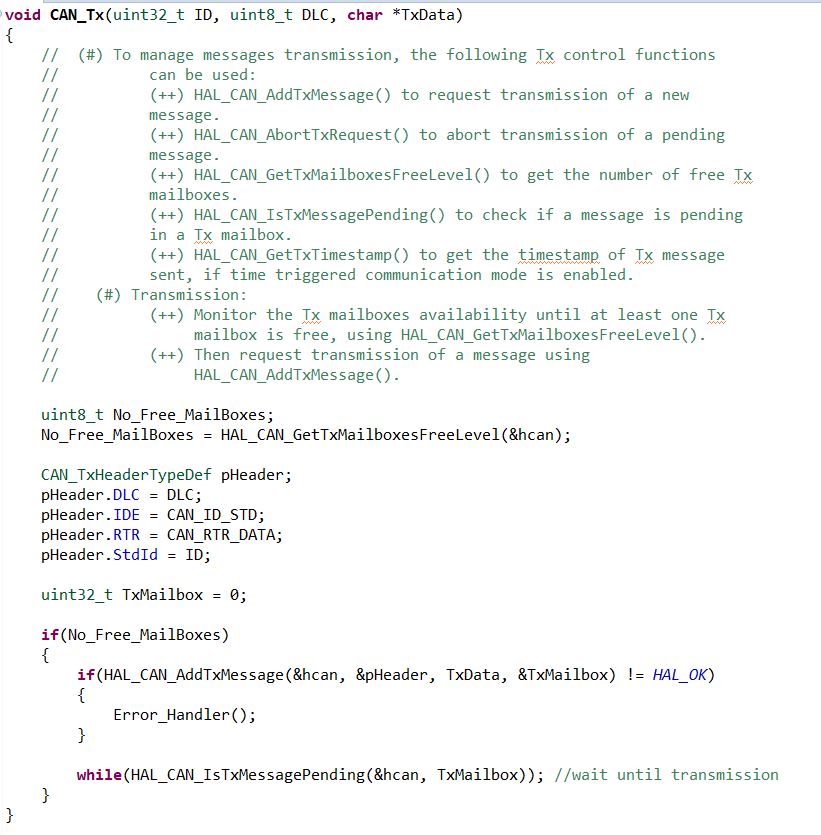 void CAN_Tx(uint32_t ID, uint8_t DLC, char *TxData)
{
    //  (#) To manage messages transmission, the following Tx control functions
    //          can be used:
    //          (++) HAL_CAN_AddTxMessage() to request transmission of a new
    //          message.
    //          (++) HAL_CAN_AbortTxRequest() to abort transmission of a pending
    //          message.
    //          (++) HAL_CAN_GetTxMailboxesFreeLevel() to get the number of free Tx
    //          mailboxes.
    //          (++) HAL_CAN_IsTxMessagePending() to check if a message is pending
    //          in a Tx mailbox.
    //          (++) HAL_CAN_GetTxTimestamp() to get the timestamp of Tx message
    //          sent, if time triggered communication mode is enabled.
    //    (#) Transmission:
    //          (++) Monitor the Tx mailboxes availability until at least one Tx
    //               mailbox is free, using HAL_CAN_GetTxMailboxesFreeLevel().
    //          (++) Then request transmission of a message using
    //               HAL_CAN_AddTxMessage().

    uint8_t No_Free_MailBoxes;
    No_Free_MailBoxes = HAL_CAN_GetTxMailboxesFreeLevel(&hcan);

    CAN_TxHeaderTypeDef pHeader;
    pHeader.DLC = DLC;
    pHeader.IDE = CAN_ID_STD;
    pHeader.RTR = CAN_RTR_DATA;
    pHeader.StdId = ID;

    uint32_t TxMailbox = 0;

    if(No_Free_MailBoxes)
    {
        if(HAL_CAN_AddTxMessage(&hcan, &pHeader, TxData, &TxMailbox) != HAL_OK)
        {
            Error_Handler();
        }

        while(HAL_CAN_IsTxMessagePending(&hcan, TxMailbox)); //wait until transmission
    }
}